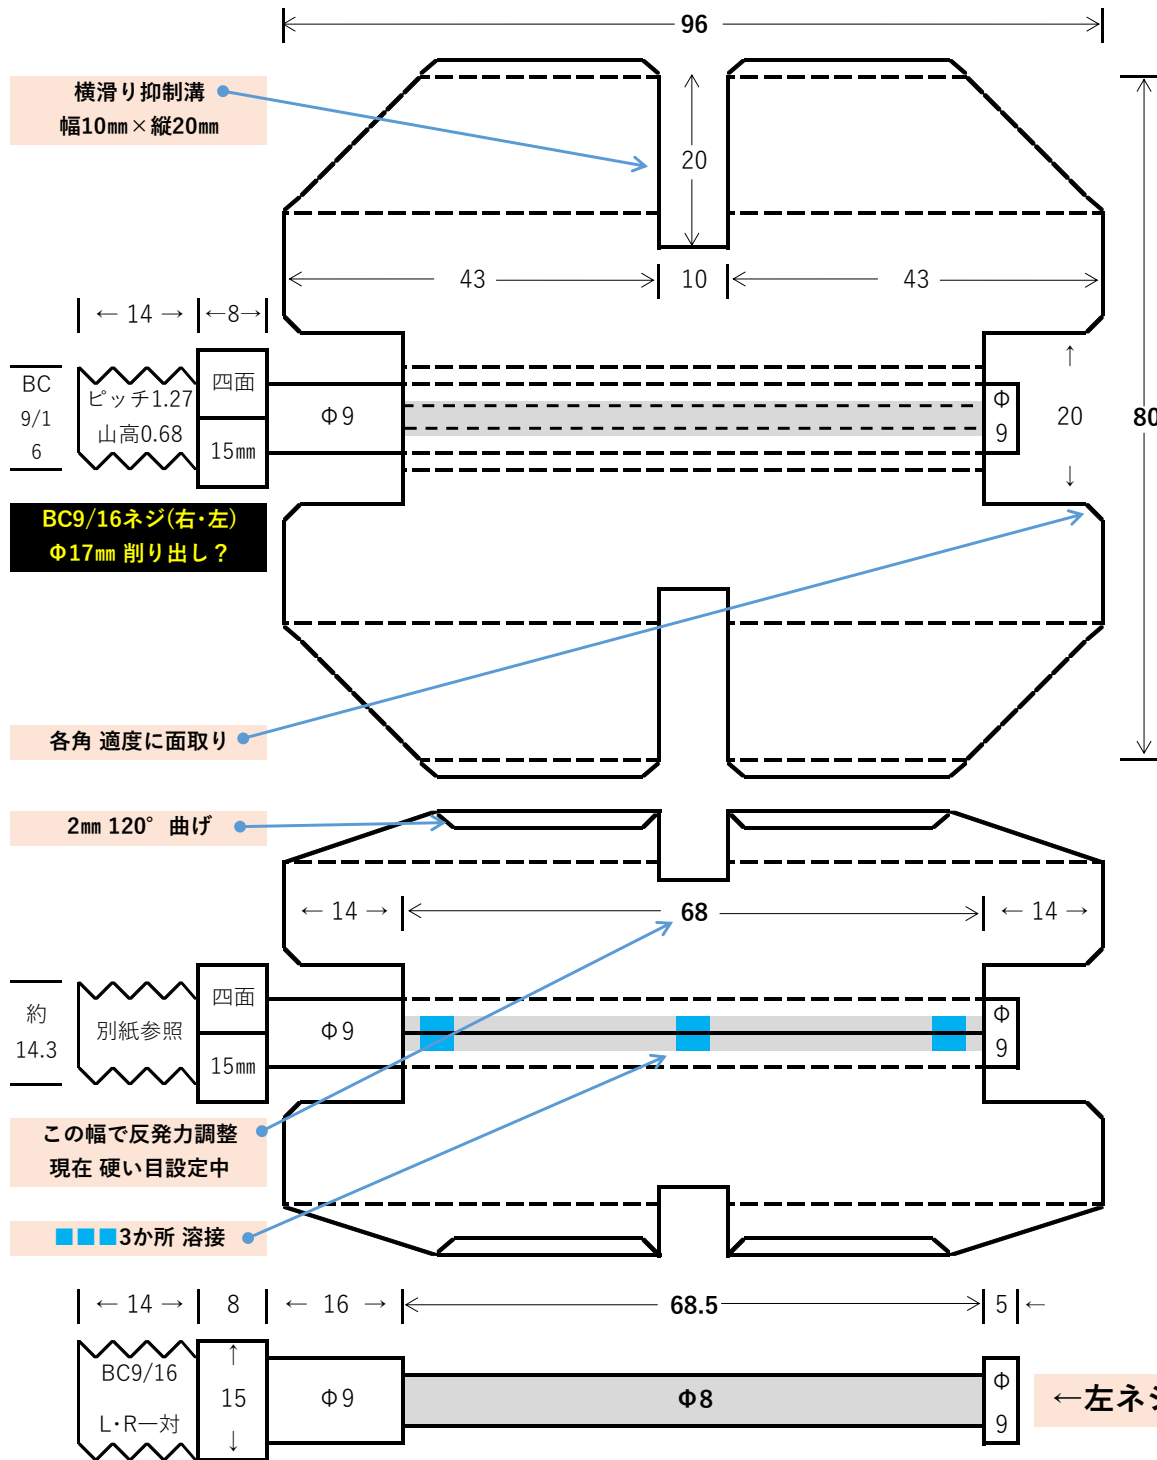 96
横滑り抑制溝
幅10㎜×縦20㎜
20
43
10
43
← 14 →
←8→
BC
9/1
6
ピッチ1.27
山高0.68
四面
15㎜
Φ9
Φ
9
↑
20
↓
80
BC9/16ネジ(右・左)
Φ17㎜ 削り出し？
各角 適度に面取り
2㎜ 120° 曲げ
← 14 →
68
← 14 →
約
14.3
別紙参照
四面
15㎜
Φ9
Φ
9
この幅で反発力調整
現在 硬い目設定中
■■■3か所 溶接
← 14 →
8
← 16 →
68.5
5
←
BC9/16
L・R一対
↑
15
↓
Φ9
Φ8
Φ
9
←左ネジ